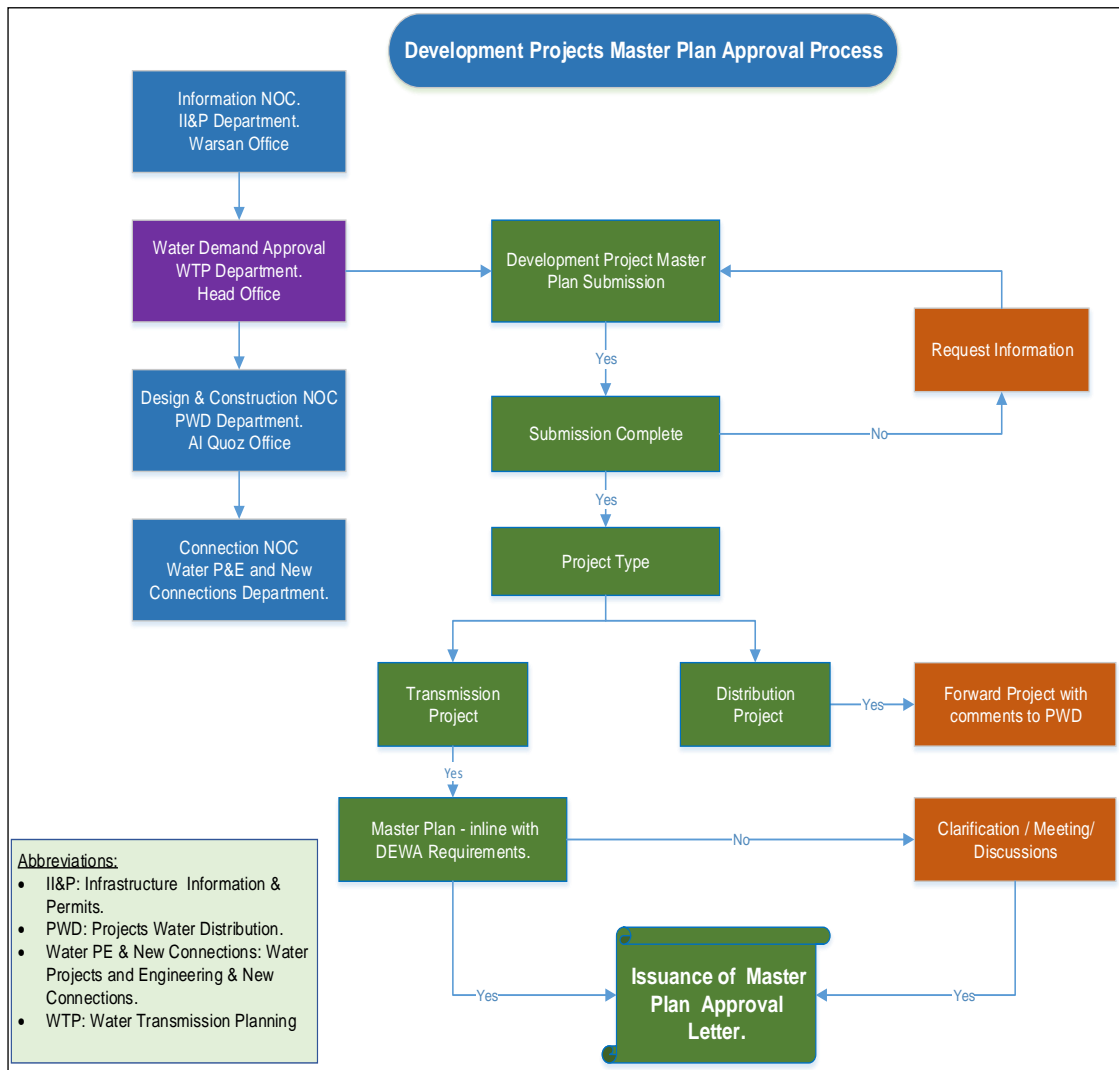 Development Projects Master Plan Approval Process
Information NOC.
II&P Department.
Warsan Office
Water Demand Approval
WTP Department.
Head Office
Development Project Master
Plan Submission
Request Information
Yes
Design & Construction NOC
PWD Department.
Al Quoz Office
Submission Complete
No
Yes
Connection NOC
Water P&E and New
Connections Department.
Project Type
Transmission
Project
Distribution
Project
Yes
Forward Project with
comments to PWD
Yes
Master Plan - inline with
DEWA Requirements.
No
Clarification / Meeting/
Discussions
Abbreviations:
• II&P: Infrastructure Information &
Permits.
• PWD: Projects Water Distribution.
• Water PE & New Connections: Water
Projects and Engineering & New
Connections.
• WTP: Water Transmission Planning
Yes
Issuance of Master
Plan Approval
Letter.
Yes